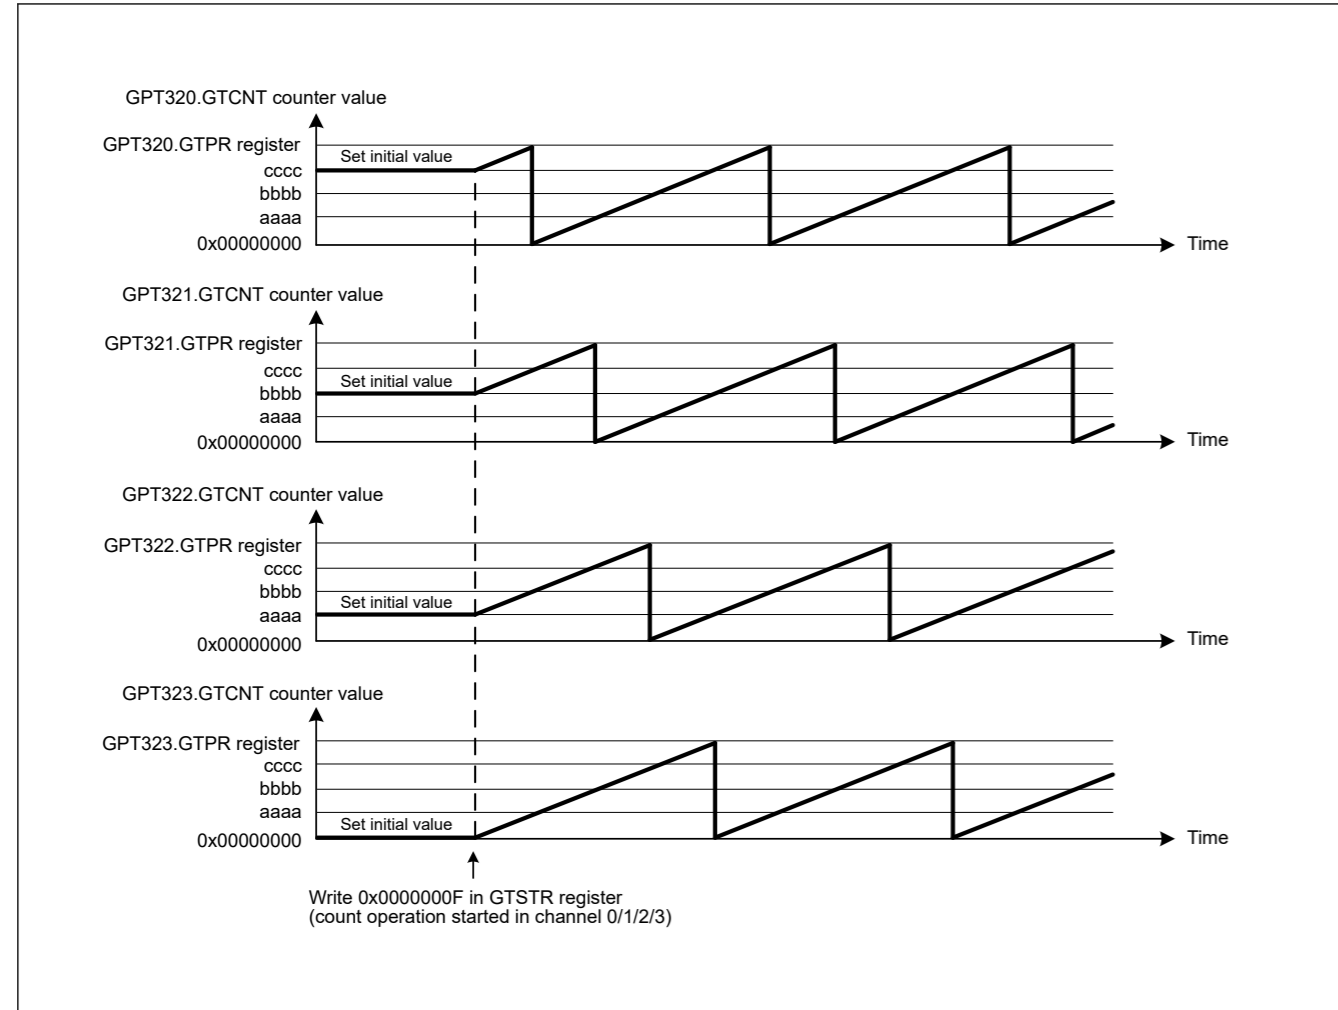 GPT320.GTCNT counter value
GPT320.GTPR register
Set initial value
cccc
bbbb
aaaa
0x00000000
Time
GPT321.GTCNT counter value
GPT321.GTPR register
cccc
Set initial value
bbbb
aaaa
0x00000000
Time
GPT322.GTCNT counter value
GPT322.GTPR register
cccc
bbbb
Set initial value
aaaa
0x00000000
Time
GPT323.GTCNT counter value
GPT323.GTPR register
cccc
bbbb
aaaa
Set initial value
0x00000000
Time
Write 0x0000000F in GTSTR register
(count operation started in channel 0/1/2/3)